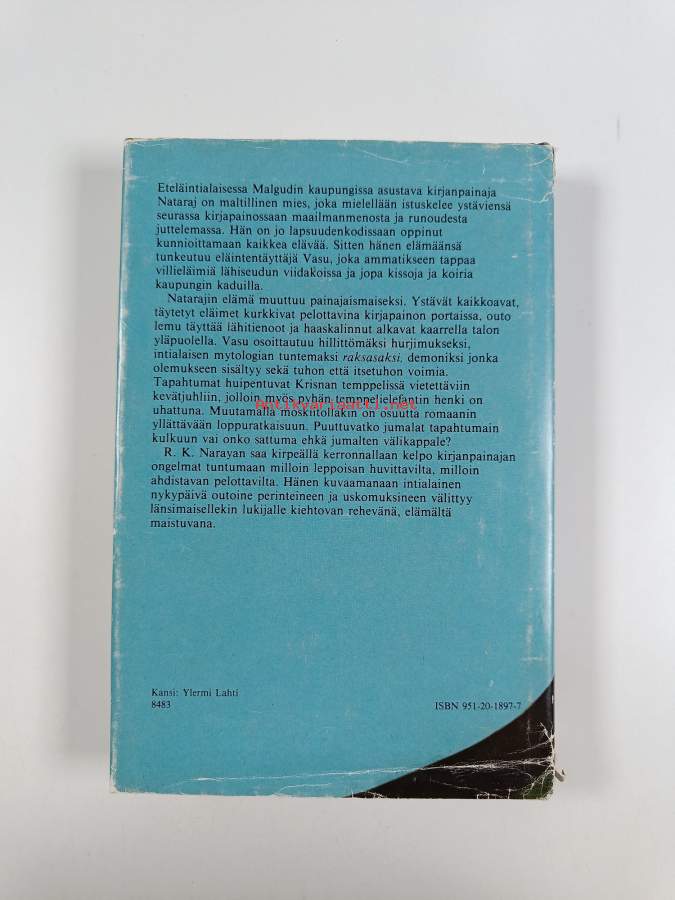 Eteläintialaisessa Malgudin kaupungissa asustava kirjanpainaja
Nataraj on maltillinen mies, joka mielellään istuskelee ystäviensä
seurassa kirjapainossaan maailmanmenosta ja runoudesta
juttelemassa. Hän on jo lapsuudenkodissaan oppinut
kunnioittamaan kaikkea elävää. Sitten hänen elämäänsä
tunkeutuu eläintentäyttäjä Vasu, joka ammatikseen tappaa
villieläimiä lähiseudun viidakoissa ja jopa kissoja ja koiria
kaupungin kaduilla.
Natarajin elämä muuttuu painajaismaiseksi. Ystävät kaikkoavat,
täytetyt eläimet kurkkivat pelottavina kirjapainon portaissa, outo
lemu täyttää lähitienoot ja haaskalinnut alkavat kaarrella talon
yläpuolella. Vasu osoittautuu hillittömäksi hurjimukseksi,
intialaisen mytologian tuntemaksi raksasaksi, demoniksi jonka
olemukseen sisältyy sekä tuhon että itsetuhon voimia.
Tapahtumat huipentuvat Krisnan temppelissä vietettäviin
kevätjuhliin, jolloin myös pyhän temppelielefantin henki on
uhattuna. Muutamalla moskiitollakin on osuutta romaanin
yllättävään loppuratkaisuun. Puuttuvatko jumalat tapahtumain
kulkuun vai onko sattuma ehkä jumalten välikappale?
R. K. Narayan saa kirpeällä kerronnallaan kelpo kirjanpainajan
ongelmat tuntumaan milloin leppoisan huvittavilta, milloin
ahdistavan pelottavilta. Hänen kuvaamanaan intialainen
nykypäivä outoine perinteineen ja uskomuksineen välittyy
länsimaisellekin lukijalle kiehtovan rehevänä, elämältä
maistuvana.
antikvariaatti.net
Kansi: Ylermi Lahti
8483
ISBN 951-20-1897-7